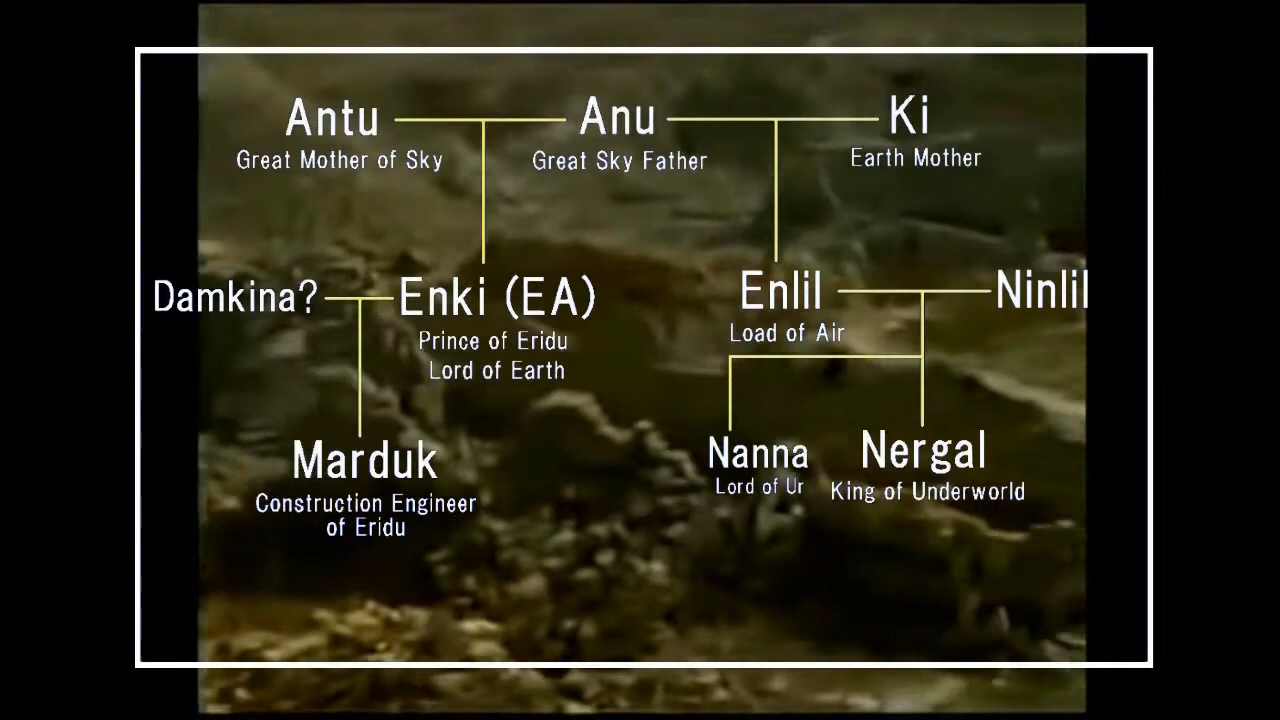 Antu
Great Mother of Sky
Anu
Great Sky Father
Ki
Earth Mother
Damkina?
Enki (EA)
Prince of Eridu
Lord of Earth
Enlil
Load of Air
Ninlil
Marduk
Construction Engineer
of Eridu
Nanna
Lord of Ur
Nergal
King of Underworld